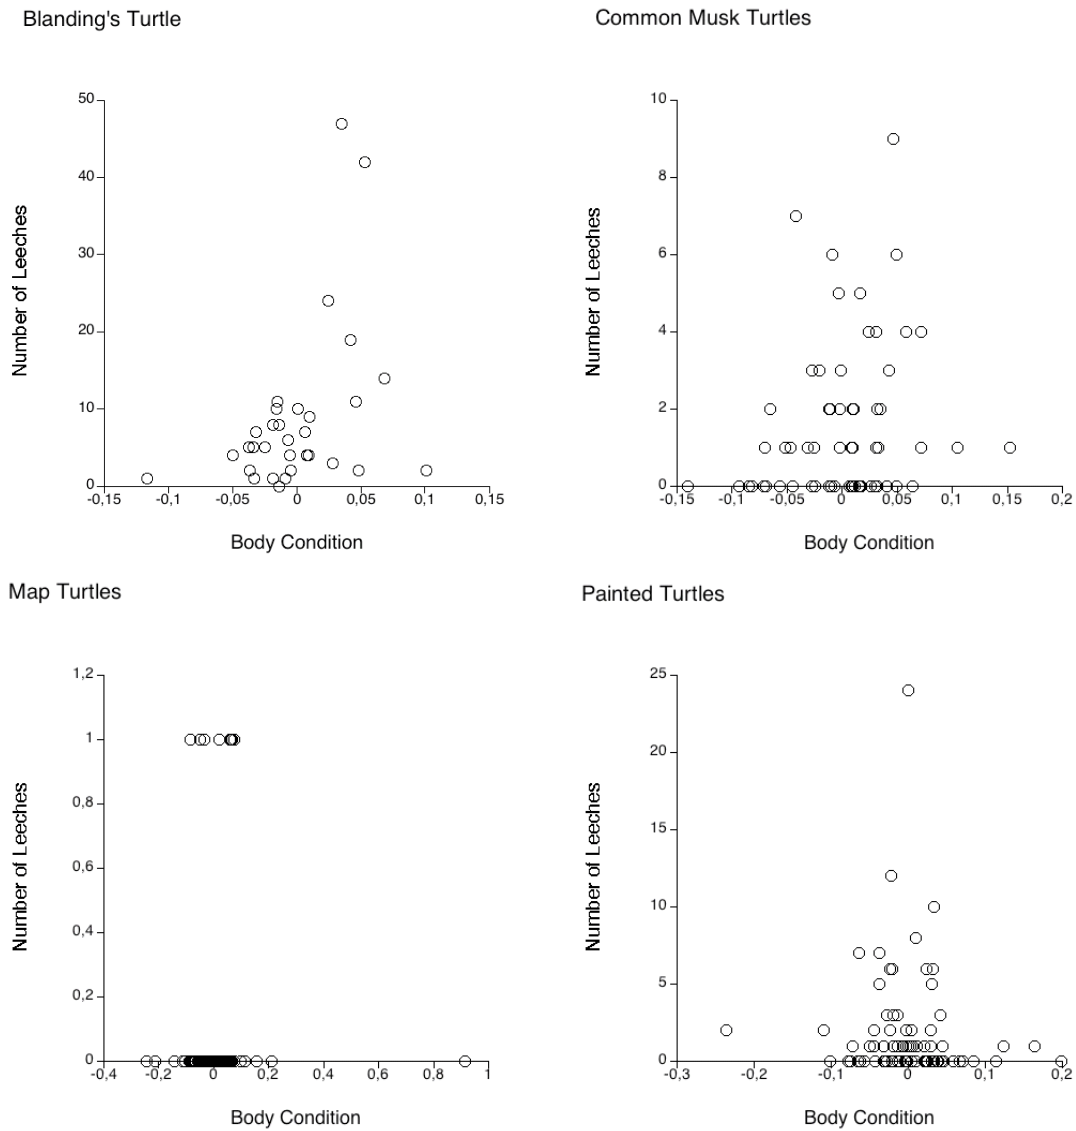 Blanding's Turtle
Common Musk Turtles
50
40
30
20
10
0
Number of Leeches
-0,15 -0,1 -0,05 0 0,05 0,1 0,15
Body Condition
10
8
6
4
2
0
Number of Leeches
-0,15 -0,1 -0,05 0 0,05 0,1 0,15 0,2
Body Condition
Map Turtles
Painted Turtles
1,2
1
0,8
0,6
0,4
0,2
0
Number of Leeches
-0,4 -0,2 0 0,2 0,4 0,6 0,8 1
Body Condition
25
20
15
10
5
0
Number of Leeches
-0,3 -0,2 -0,1 0 0,1 0,2
Body Condition